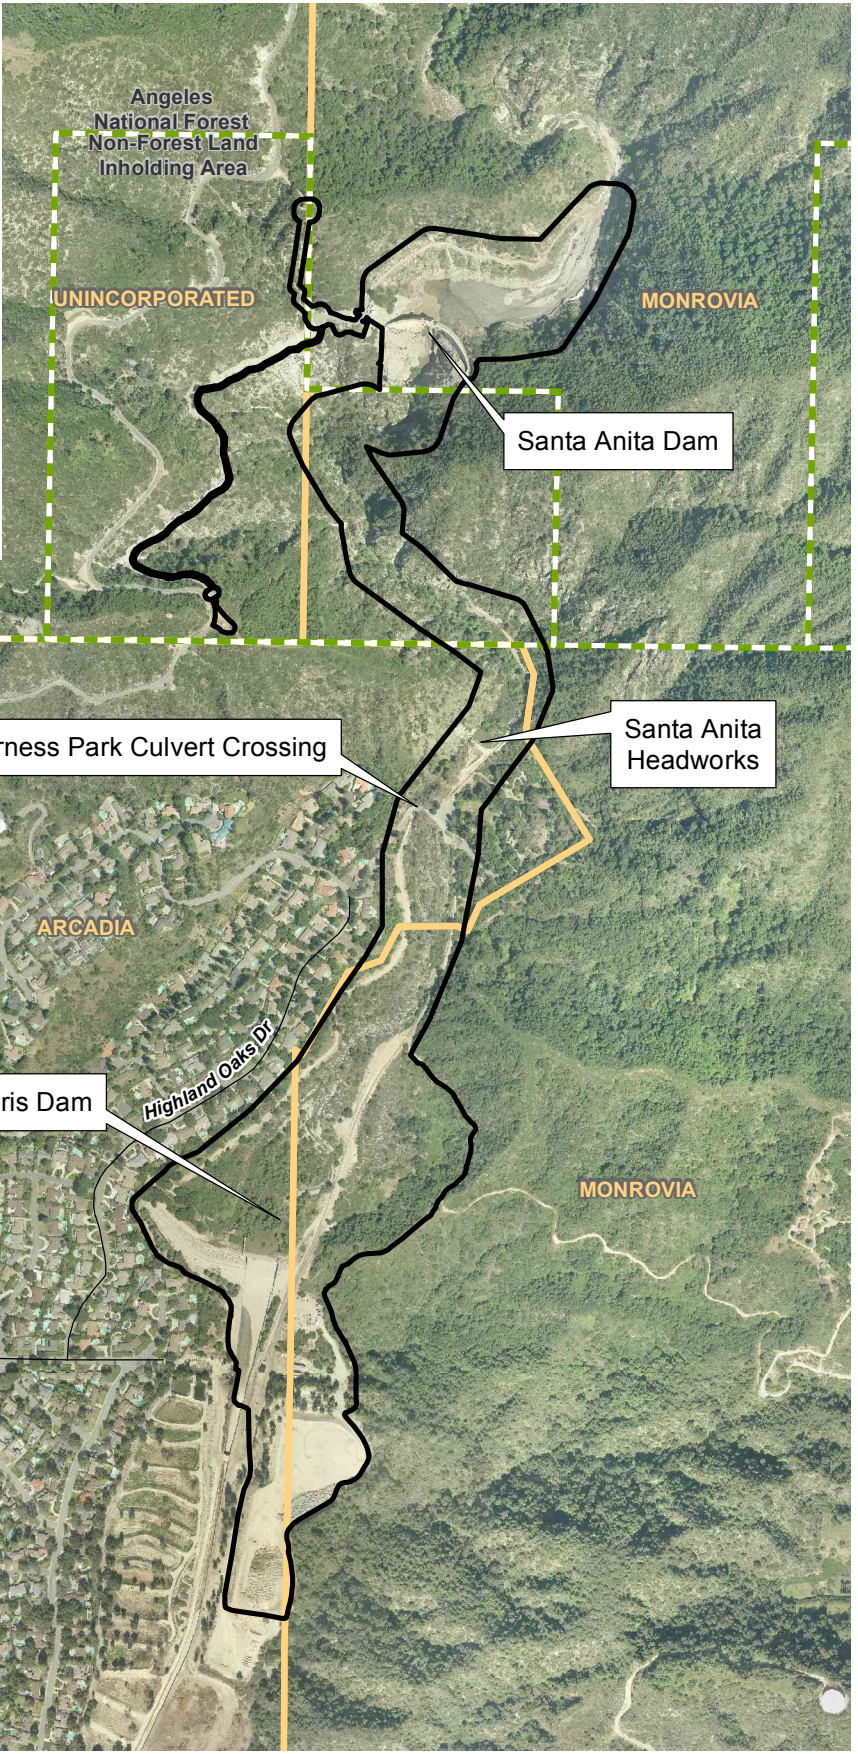 Angeles
National Forest
Non-Forest Land
Inholding Area
UNINCORPORATED
MONROVIA
Santa Anita Dam
Santa Anita
Headworks
rness Park Culvert Crossing
ARCADIA
Highland Oaks Dr
ris Dam
MONROVIA